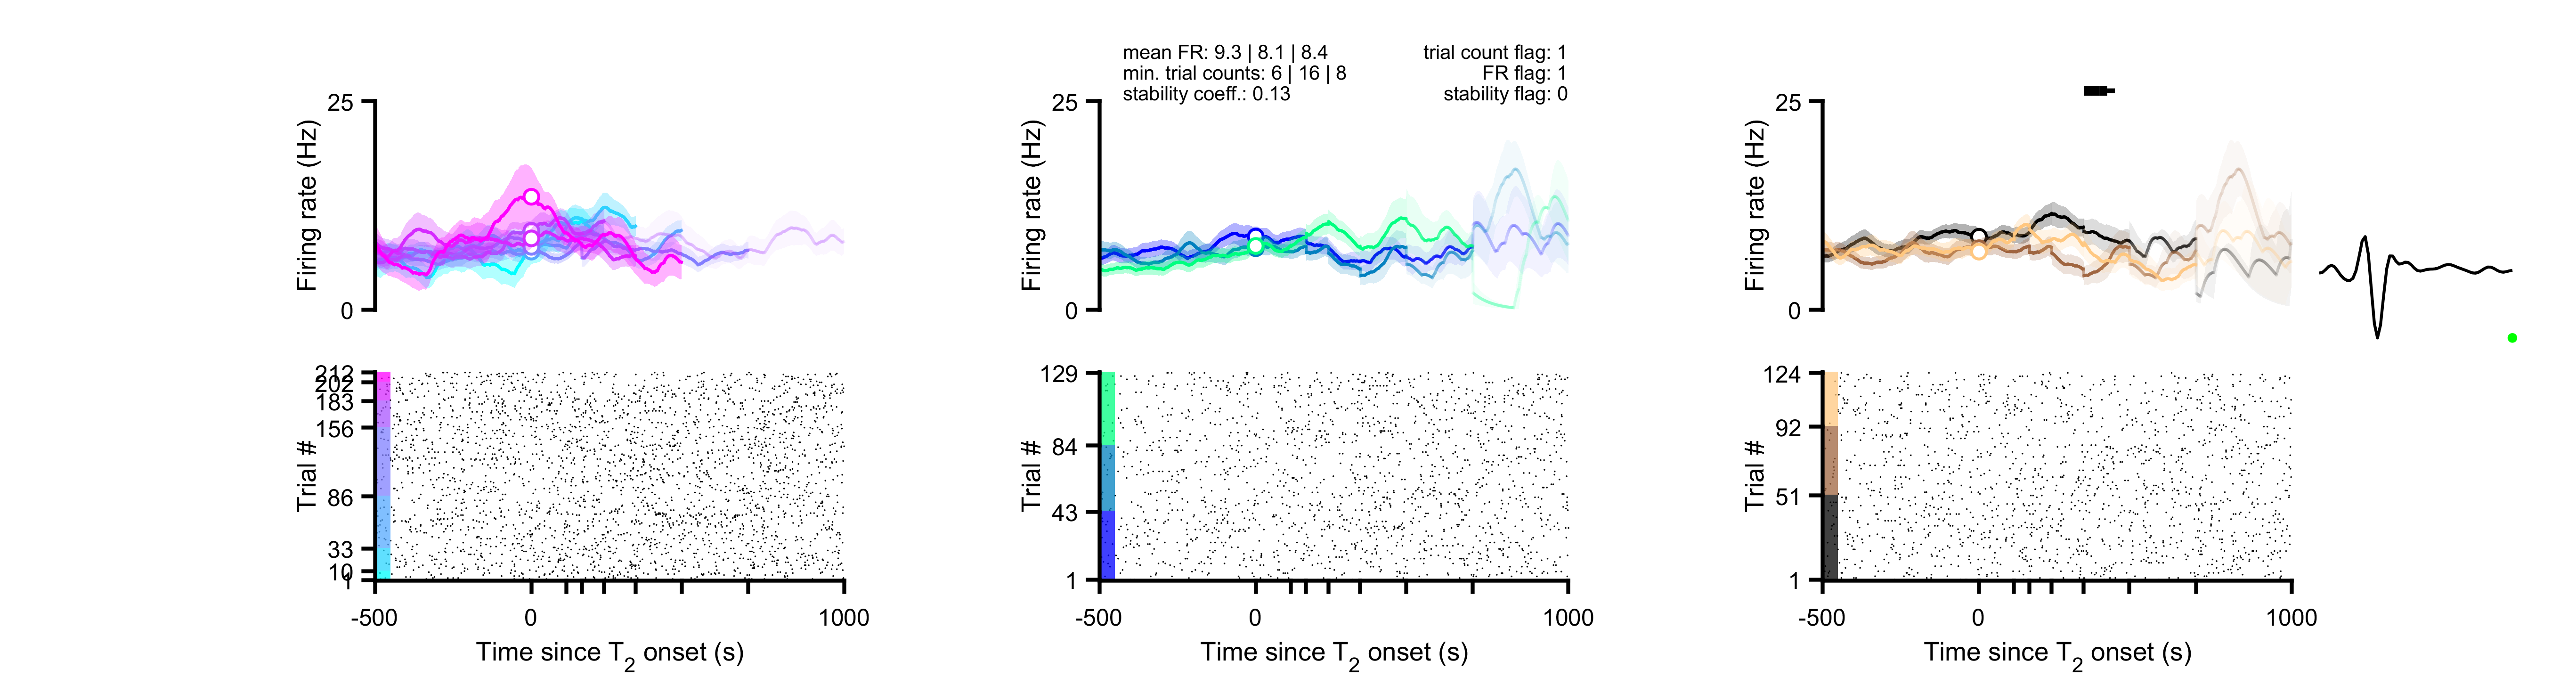 mean FR: 9.3 | 8.1 | 8.4
min. trial counts: 6 | 16 | 8
stability coeff.: 0.13
trial count flag: 1
FR flag: 1
stability flag: 0
25
Firing rate (Hz)
0
25
Firing rate (Hz)
0
25
Firing rate (Hz)
0
212
202
183
156
86
33
10
1
Trial #
-500
0
1000
Time since T2 onset (s)
129
84
43
1
Trial #
-500
0
1000
Time since T2 onset (s)
124
92
51
1
Trial #
-500
0
1000
Time since T2 onset (s)